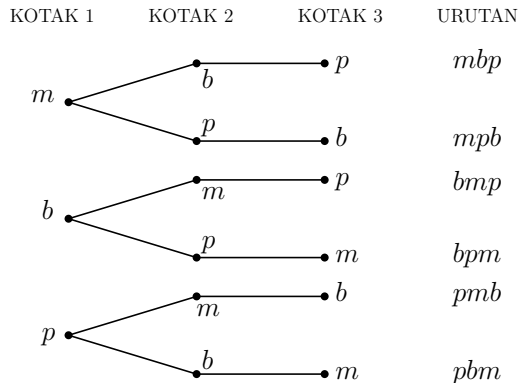 KOTAK 1 KOTAK 2 KOTAK 3 URUTAN
m b p mbp
p b mpb
b m p bmp
p m bpm
p m b pmb
b m pbm